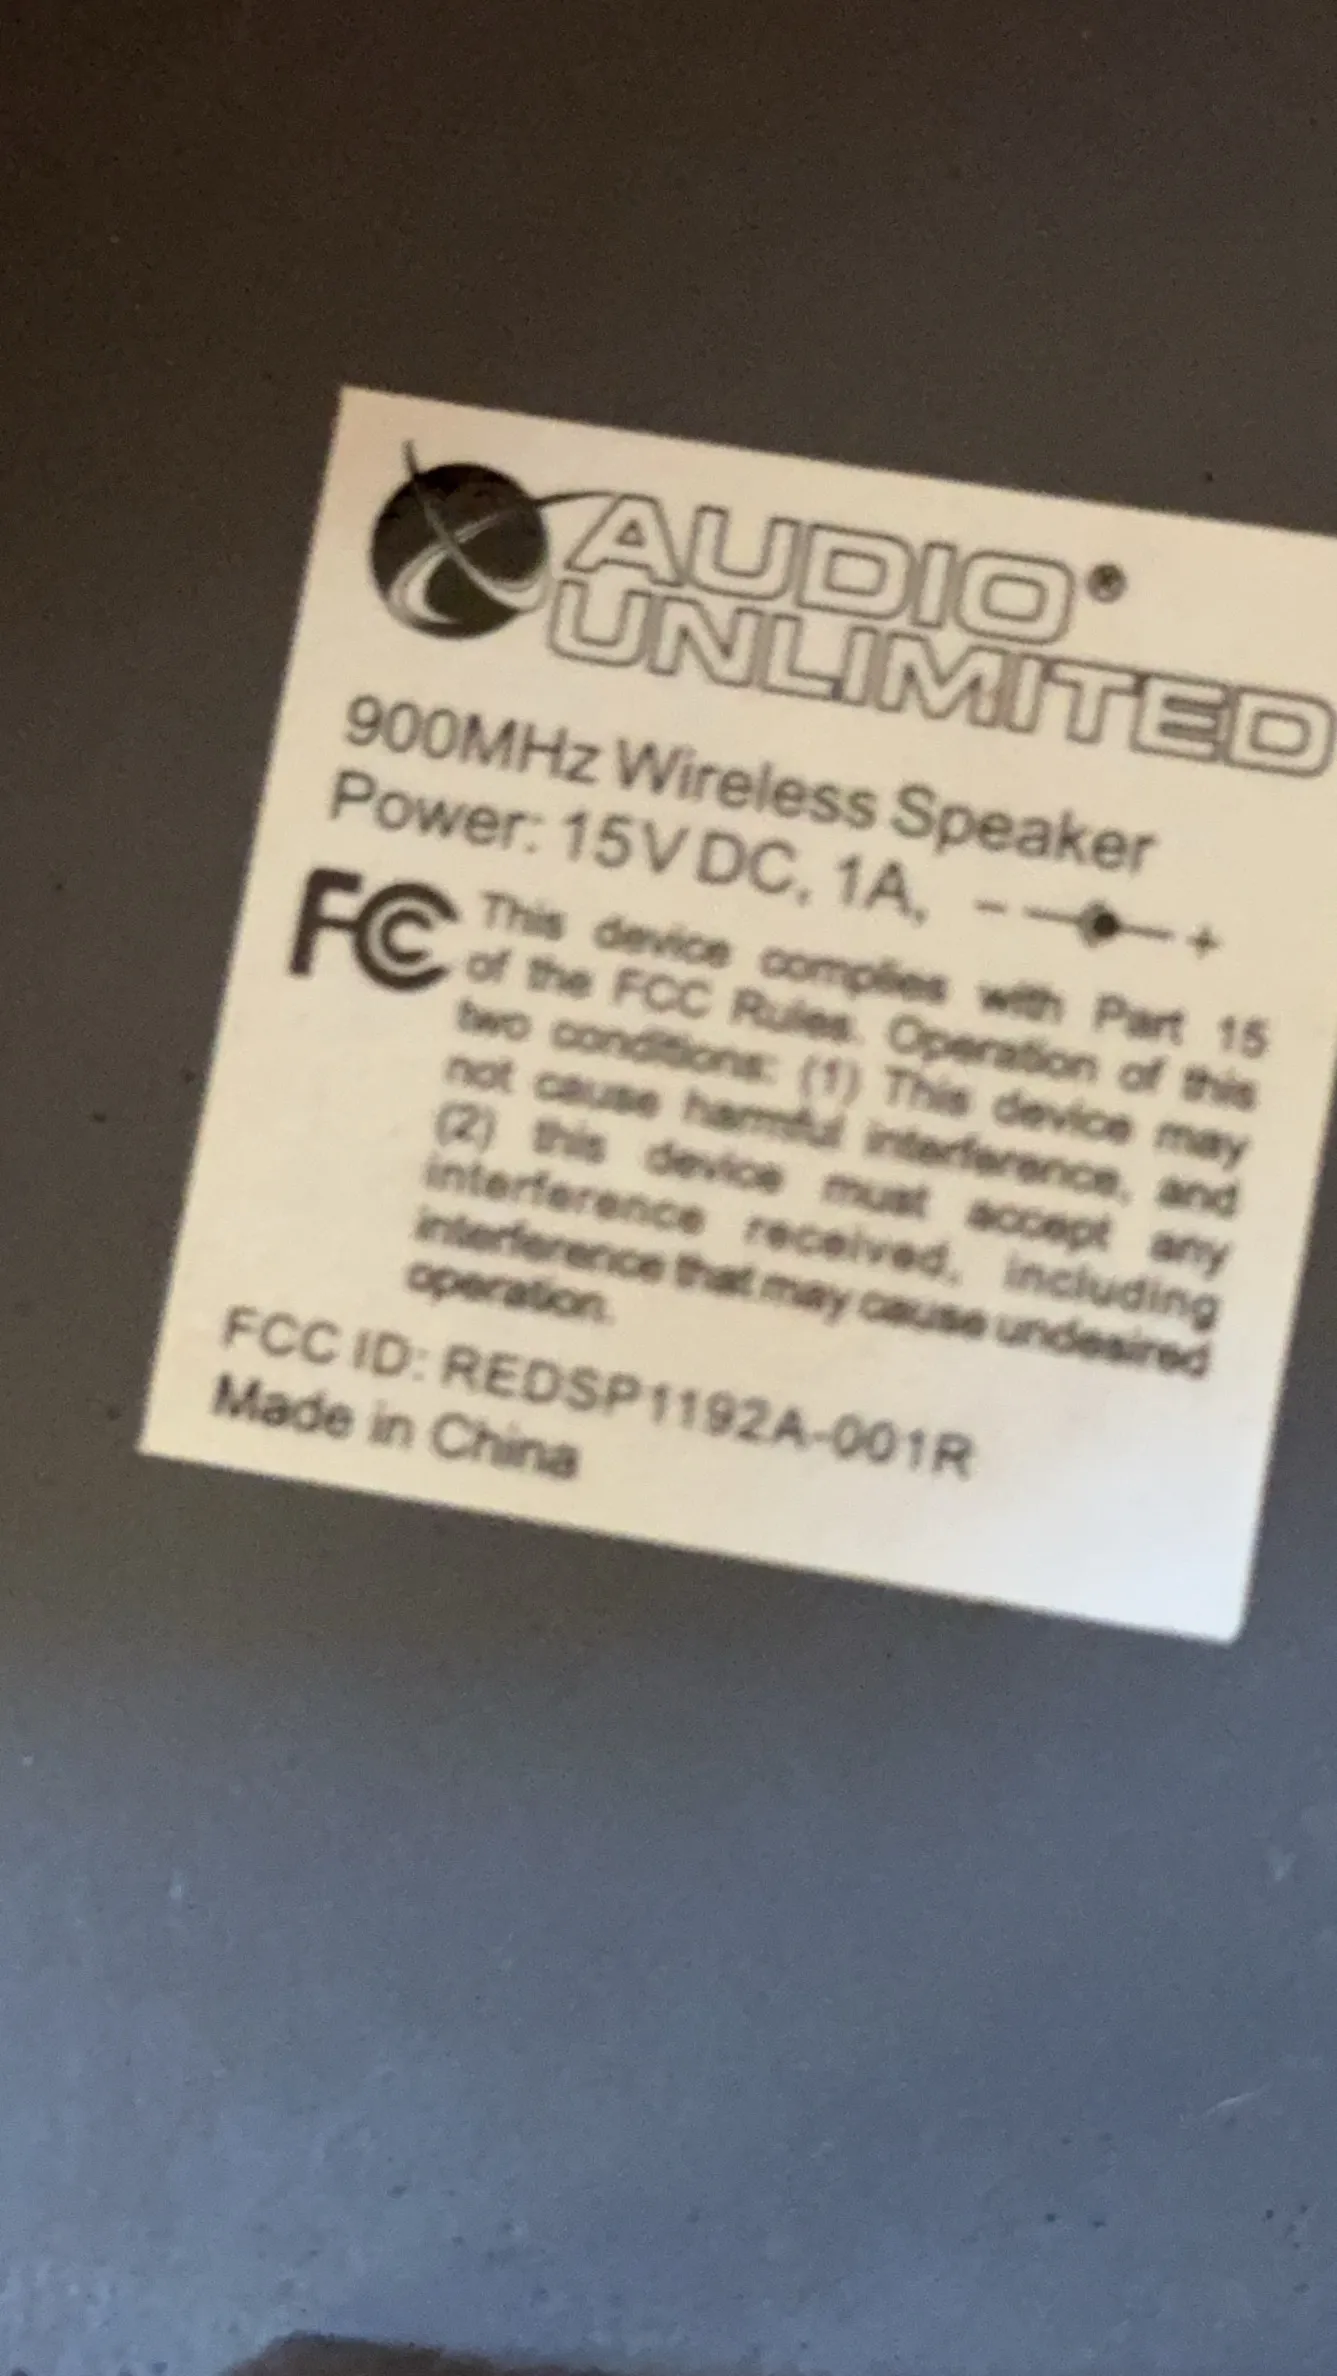 AUDIO®
UNLIMITED
900MHz Wireless Speaker
Power: 15V DC, 1A, - +
FC This device complies with Part 15
of the FCC Rules. Operation of this
two conditions: (1) This device may
not cause harmful interference, and
(2) this device must accept any
interference received, including
interference that may cause undesired
operation.
FCC ID: REDSP1192A-001R
Made in China